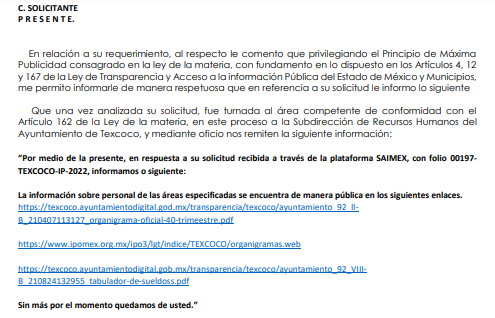 C. SOLICITANTE
P R E S E N T E.
En relación a su requerimiento, al respecto le comento que privilegiando el Principio de Máxima
Publicidad consagrado en la ley de la materia, con fundamento en lo dispuesto en los Artículos 4, 12
y 167 de la Ley de Transparencia y Acceso a la información Pública del Estado de México y Municipios,
me permito informarle de manera respetuosa que en referencia a su solicitud le informo lo siguiente
Que una vez analizada su solicitud, fue turnada al área competente de conformidad con el
Artículo 162 de la Ley de la materia, en este proceso a la Subdirección de Recursos Humanos del
Ayuntamiento de Texcoco, y mediante oficio nos remiten la siguiente información:
"Por medio de la presente, en respuesta a su solicitud recibida a través de la plataforma SAIMEX, con folio 00197-
TEXCOCO-IP-2022, informamos o siguiente:
La información sobre personal de las áreas especificadas se encuentra de manera pública en los siguientes enlaces.
https://texcoco.ayuntamientodigital.god.mx/transparencia/texcoco/ayuntamiento_92_II-
B_210407113127_organigrama-oficial-40-trimeestre.pdf
https://www.ipomex.org.mx/ipo3/lgt/indice/TEXCOCO/organigramas.web
https://texcoco.ayuntamientodigital.gob.mx/transparencia/texcoco/ayuntamiento_92_VIII-
B_210824132955_tabulador-de-sueldoss.pdf
Sin más por el momento quedamos de usted."